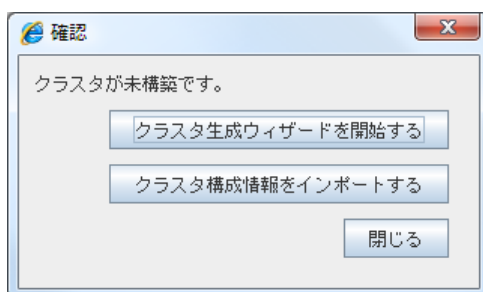 確認
クラスタが未構築です。
クラスタ生成ウィザードを開始する
クラスタ構成情報をインポートする
閉じる